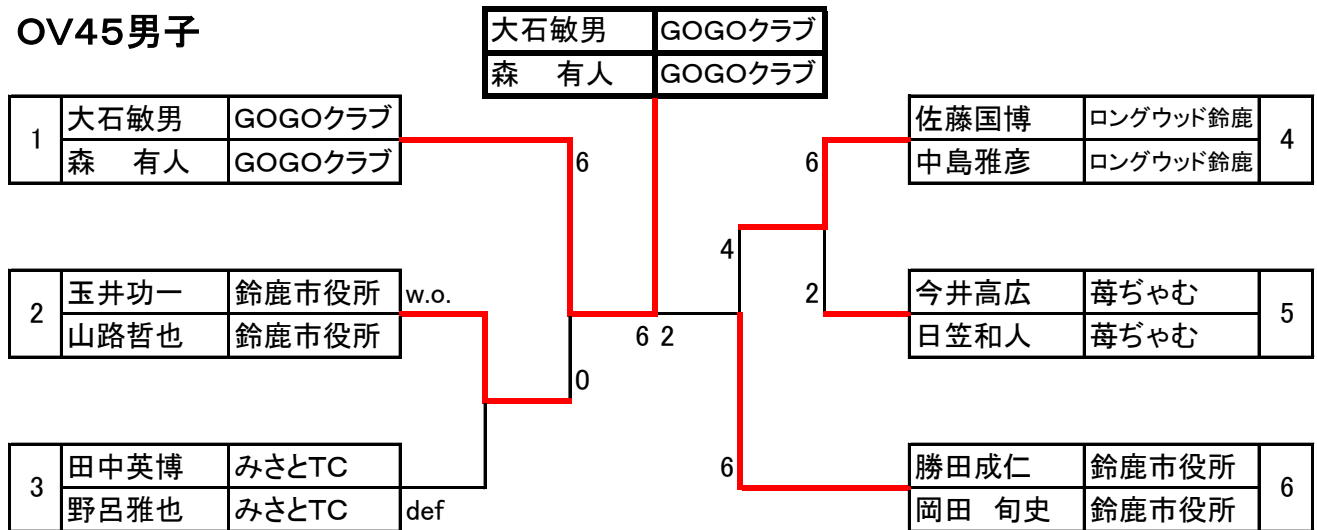 OV45男子
大石敏男 GOGOクラブ
森　有人 GOGOクラブ
1 大石敏男 GOGOクラブ
森　有人 GOGOクラブ
6
2 玉井功一 鈴鹿市役所 w.o.
山路哲也 鈴鹿市役所
0
3 田中英博 みさとTC
野呂雅也 みさとTC def
6 2
佐藤国博 ロングウッド鈴鹿 4
中島雅彦 ロングウッド鈴鹿
6
4
2
今井高広 苺ぢゃむ 5
日笠和人 苺ぢゃむ
6
勝田成仁 鈴鹿市役所 6
岡田　旬史 鈴鹿市役所